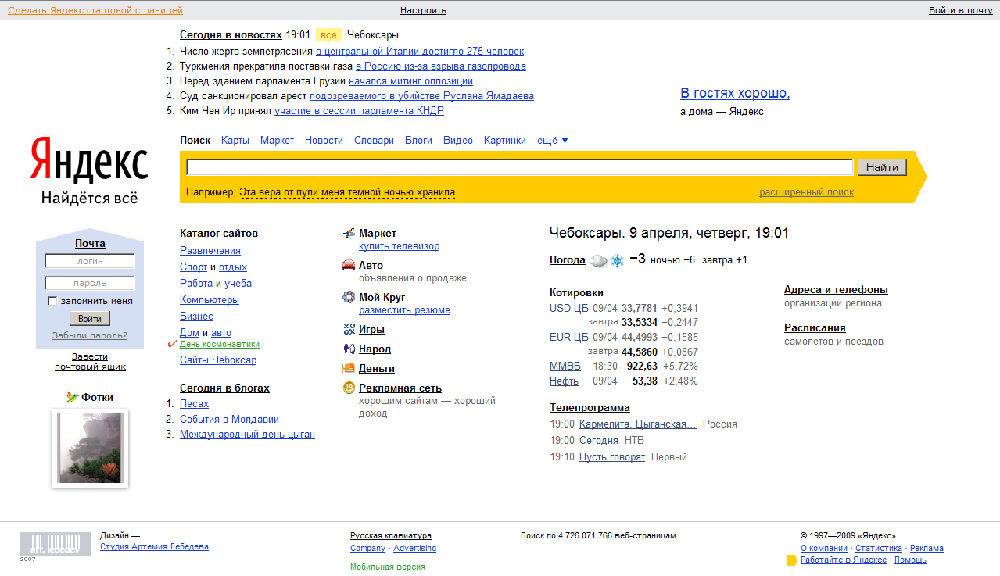 Сделать Яндекс стартовой страницей
Настроить
Войти в почту
Сегодня в новостях 19:01 все Чебоксары
1. Число жертв землетрясения в центральной Италии достигло 275 человек
2. Туркмения прекратила поставки газа в Россию из-за взрыва газопровода
3. Перед зданием парламента Грузии начался митинг оппозиции
4. Суд санкционировал арест подозреваемого в убийстве Руслана Ямадаева
5. Ким Чен Ир принял участие в сессии парламента КНДР
В гостях хорошо,
а дома — Яндекс
Яндекс
Найдётся всё
Поиск Карты Маркет Новости Словари Блоги Видео Картинки ещё
Найти
Например, Эта вера от пули меня темной ночью хранила
расширенный поиск
Почта
логин
пароль
запомнить меня
Войти
Забыли пароль?
Завести
почтовый ящик
Фотки
Каталог сайтов
Развлечения
Спорт и отдых
Работа и учеба
Компьютеры
Бизнес
Дом и авто
День космонавтики
Сайты Чебоксар
Сегодня в блогах
1. Песах
2. События в Молдавии
3. Международный день цыган
Маркет
купить телевизор
Авто
объявления о продаже
Мой Круг
разместить резюме
Игры
Народ
Деньги
Рекламная сеть
хорошим сайтам — хороший
доход
Чебоксары. 9 апреля, четверг, 19:01
Погода −3 ночью −6 завтра +1
Котировки
USD ЦБ 09/04 33,7781 +0,3941
завтра 33,5334 −0,2447
EUR ЦБ 09/04 44,4993 −0,1585
завтра 44,5860 +0,0867
ММВБ 18:30 922,63 +5,72%
Нефть 09/04 53,38 +2,48%
Телепрограмма
19:00 Кармелита. Цыганская... Россия
19:00 Сегодня НТВ
19:10 Пусть говорят Первый
Адреса и телефоны
организации региона
Расписания
самолетов и поездов
art. lebedev
2007
Дизайн —
Студия Артемия Лебедева
Русская клавиатура
Company · Advertising
Мобильная версия
Поиск по 4 726 071 766 веб-страницам
© 1997—2009 «Яндекс»
О компании · Статистика · Реклама
Работайте в Яндексе · Помощь